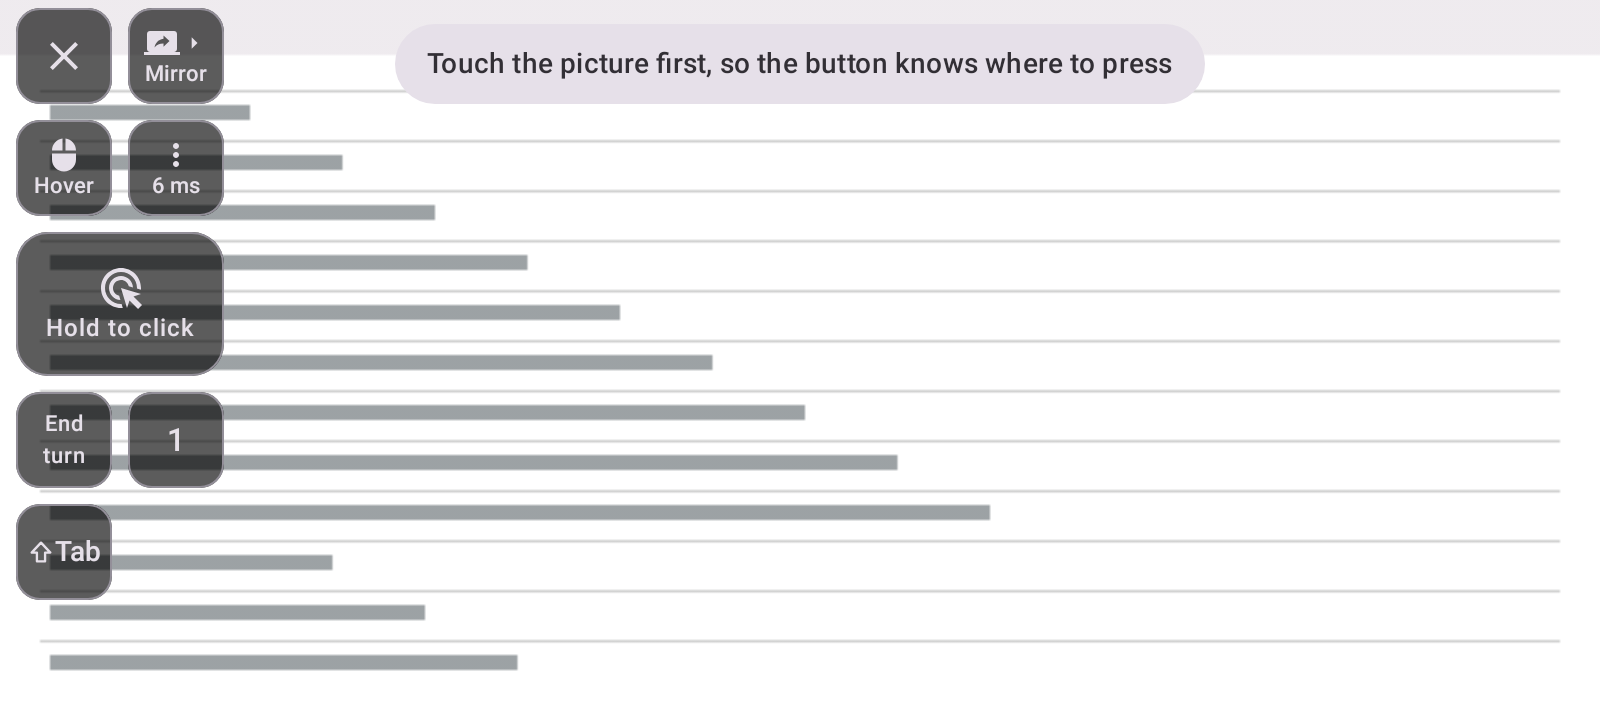 Mirror
Touch the picture first, so the button knows where to press
Hover
6 ms
Hold to click
End
turn
1
Tab